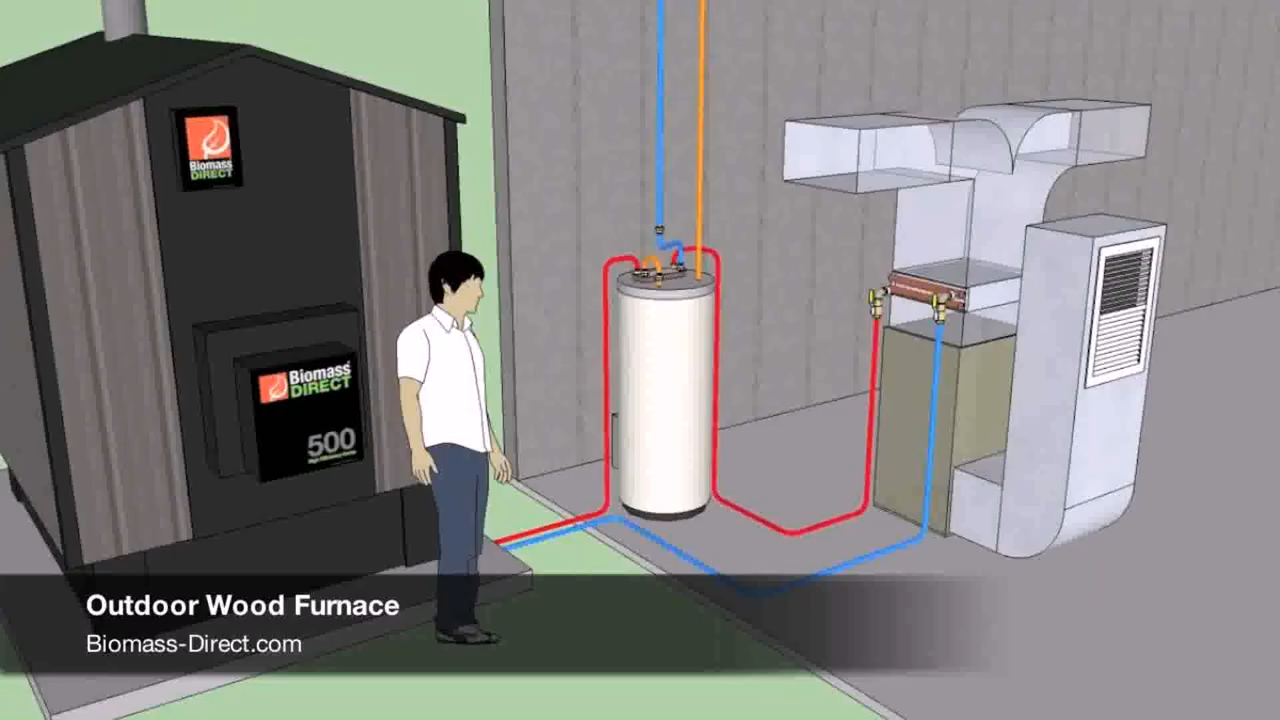 Biomass
DIRECT
Biomass
DIRECT
500
Outdoor Wood Furnace
Biomass-Direct.com